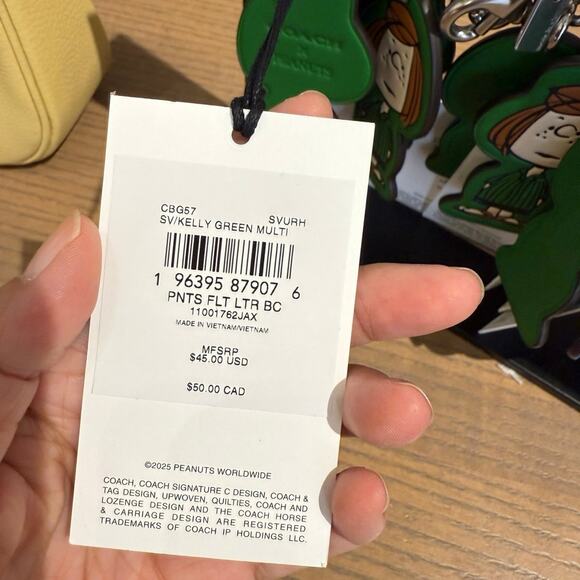 COACH
X
PEANUTS
CBG57 SVURH
SV/KELLY GREEN MULTI
1 96395 87907 6
PNTS FLT LTR BC
11001762JAX
MADE IN VIETNAM/VIETNAM
MFSRP
$45.00 USD
$50.00 CAD
©2025 PEANUTS WORLDWIDE
COACH, COACH SIGNATURE C DESIGN, COACH &
TAG DESIGN, UPWOVEN, QUILTIES, COACH AND
LOZENGE DESIGN AND THE COACH HORSE
& CARRIAGE DESIGN ARE REGISTERED
TRADEMARKS OF COACH IP HOLDINGS LLC.